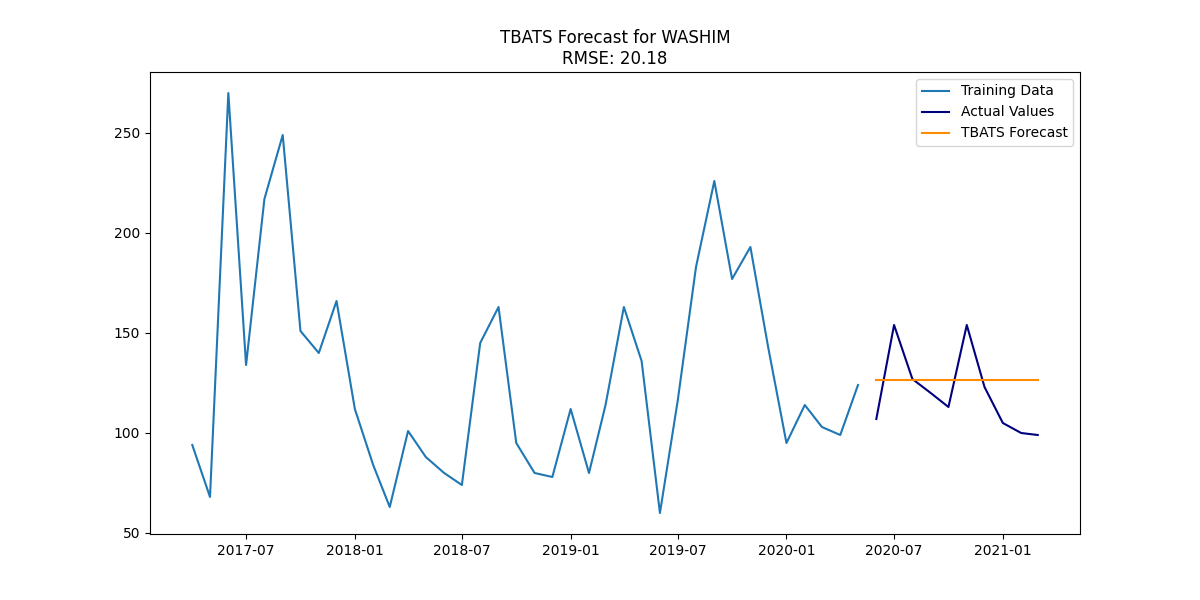 TBATS Forecast for WASHIM
RMSE: 20.18
Training Data
Actual Values
TBATS Forecast
250
200
150
100
50
2017-07 2018-01 2018-07 2019-01 2019-07 2020-01 2020-07 2021-01